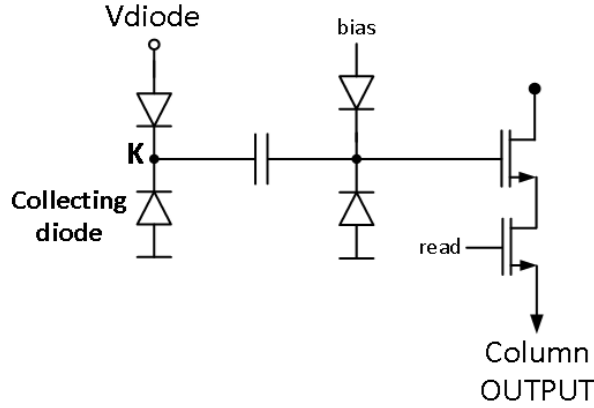 Vdiode
bias
K
Collecting
diode
read
Column
OUTPUT